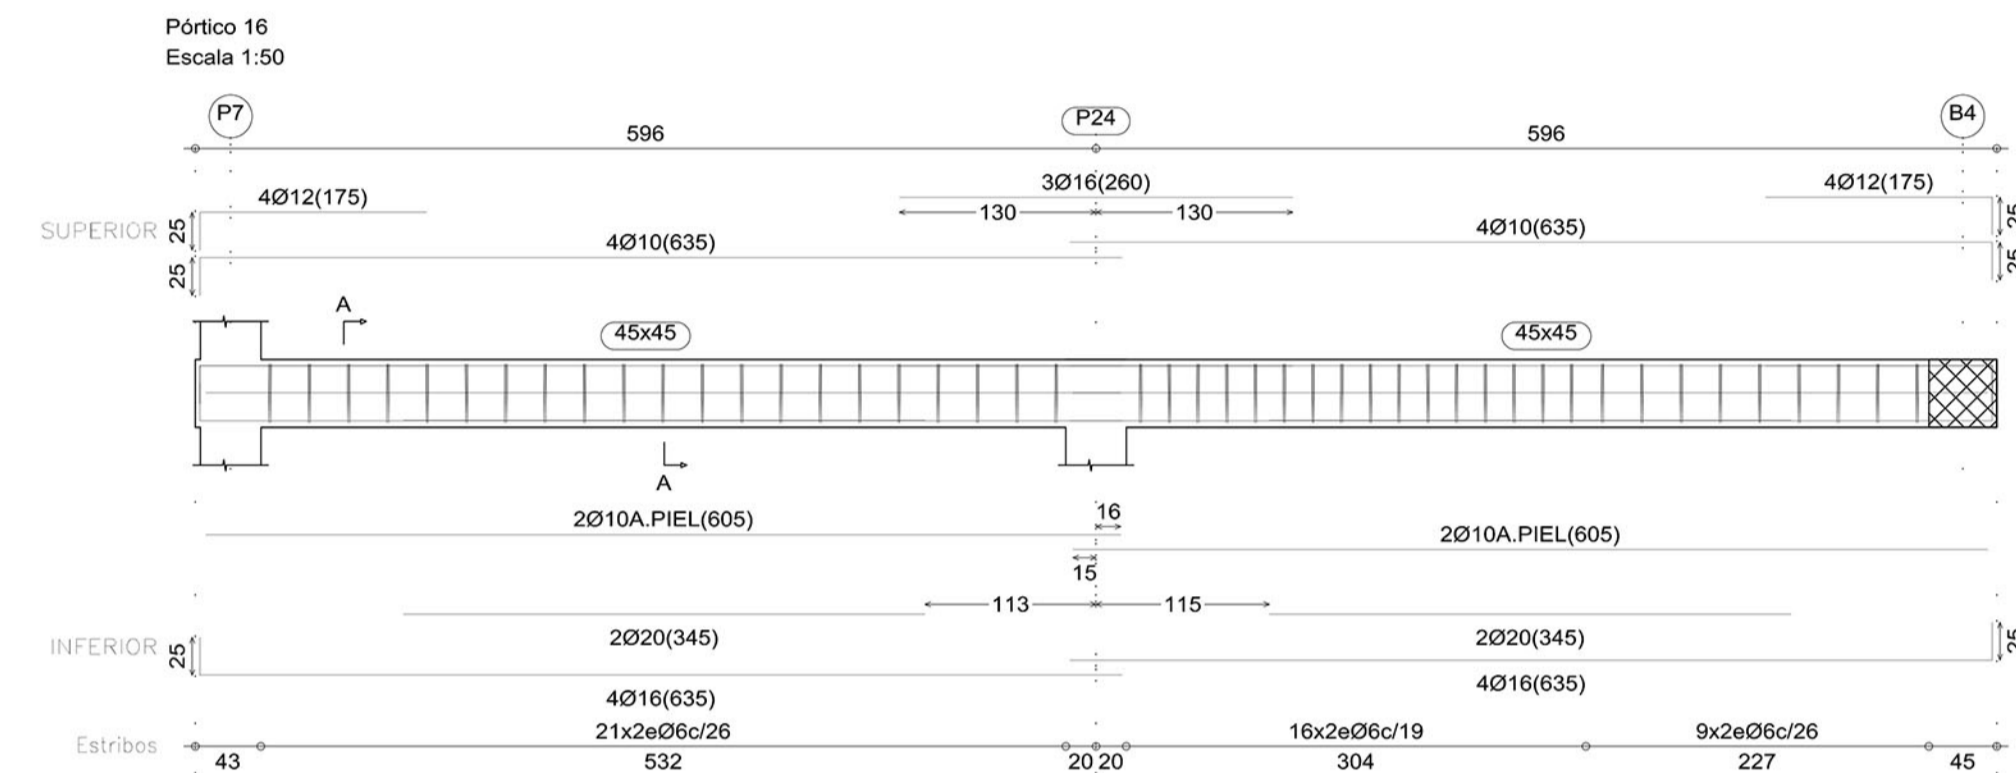 Pórtico 16
Escala 1:50
P7
P24
B4
596
596
3Ø16(260)
4Ø12(175)
4Ø12(175)
130
130
SUPERIOR
25
25
4Ø10(635)
4Ø10(635)
25
25
A
45x45
45x45
A
2Ø10A.PIEL(605)
16
2Ø10A.PIEL(605)
15
113
115
INFERIOR
25
2Ø20(345)
2Ø20(345)
25
4Ø16(635)
4Ø16(635)
Estribos
21x2eØ6c/26
16x2eØ6c/19
9x2eØ6c/26
43
532
20
20
304
227
45